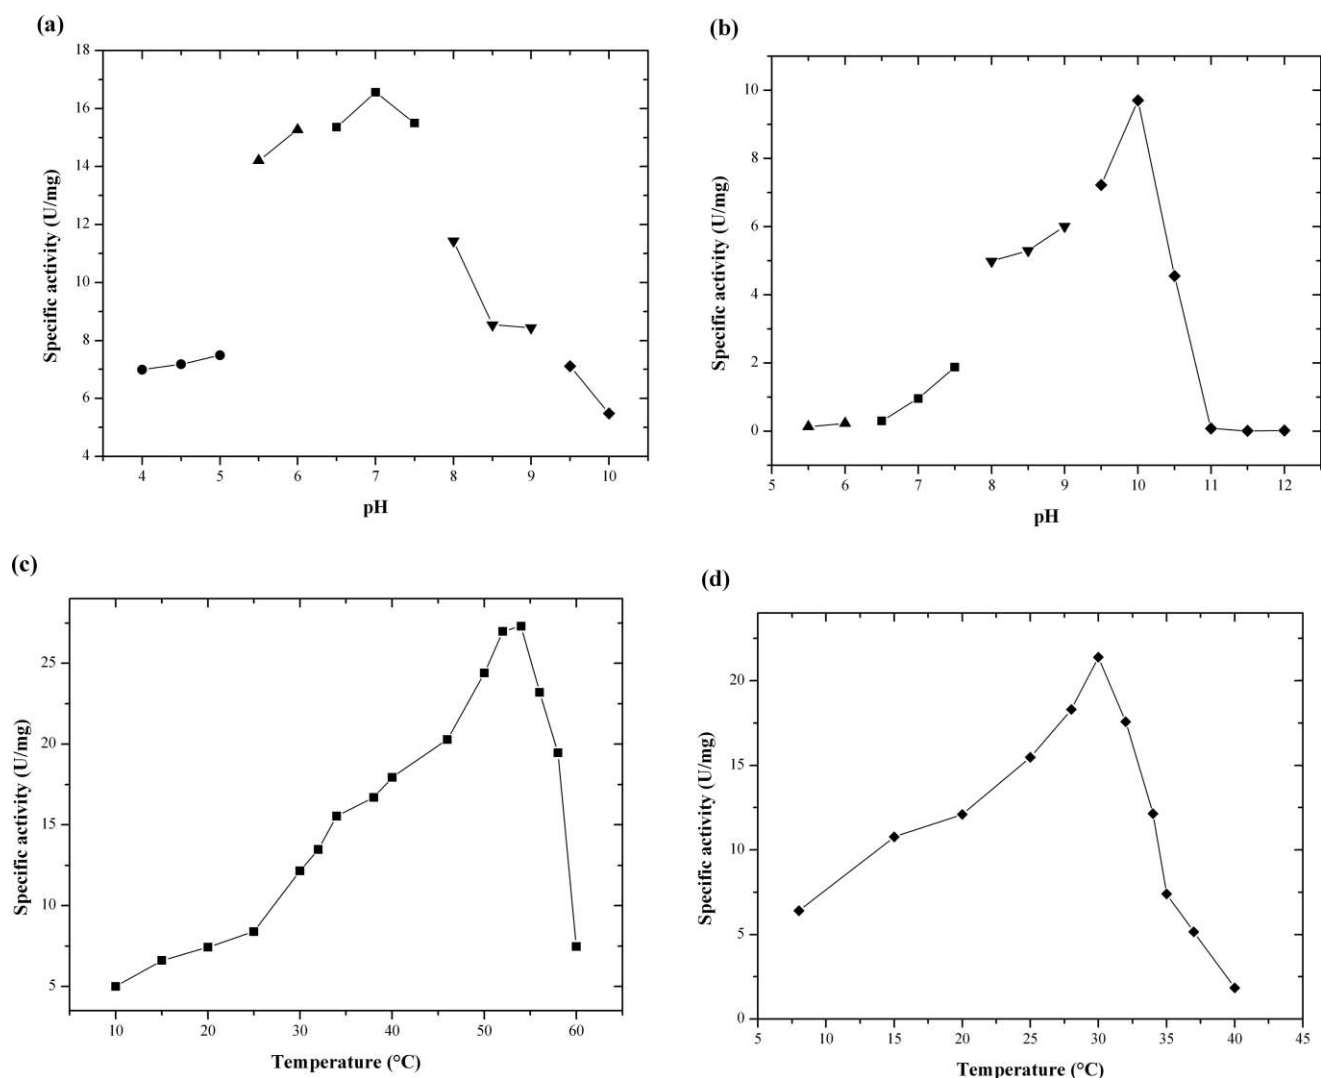 (a)
18
16
14
12
10
8
6
4
Specific activity (U/mg)
4 5 6 7 8 9 10
pH
(b)
10
8
6
4
2
0
Specific activity (U/mg)
5 6 7 8 9 10 11 12
pH
(c)
25
20
15
10
5
Specific activity (U/mg)
10 20 30 40 50 60
Temperature (°C)
(d)
20
15
10
5
0
Specific activity (U/mg)
5 10 15 20 25 30 35 40 45
Temperature (°C)